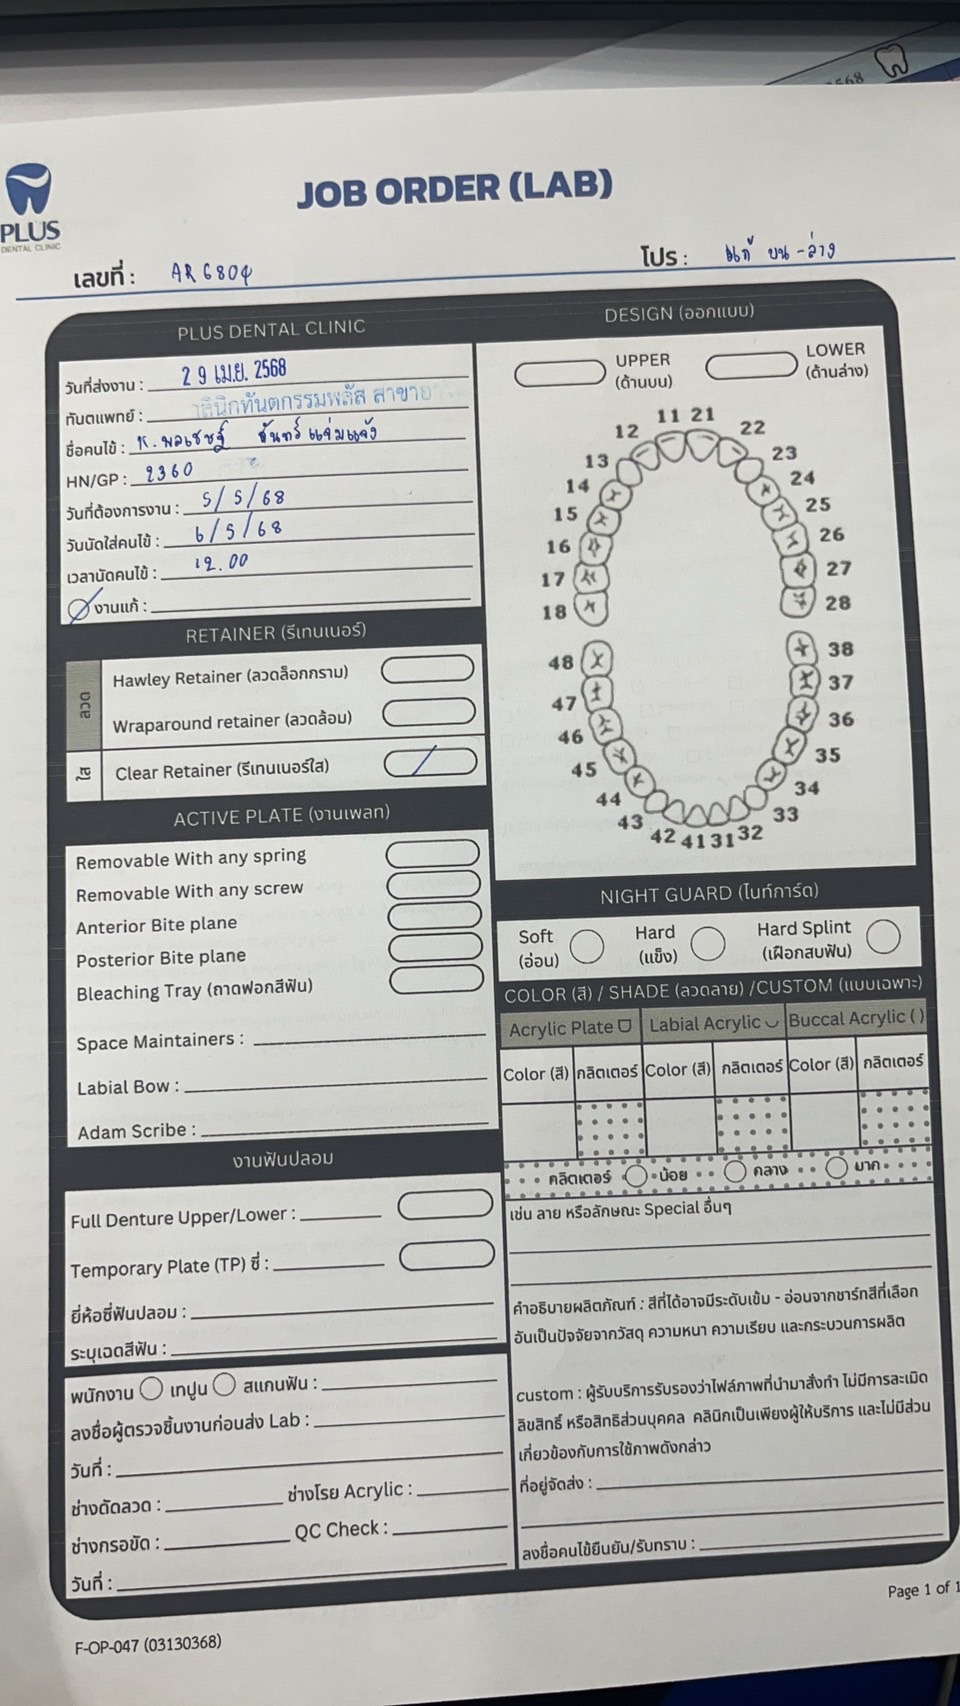 568
PLUS
DENTAL CLINIC
JOB ORDER (LAB)
เลขที่ : AR6804
โปร : แก้ บน - ล่าง
PLUS DENTAL CLINIC
วันที่ส่งงาน : 29 เม.ย. 2568
ทันตแพทย์ : คลินิกทันตกรรมพลัส สาขา
ชื่อคนไข้ : K. พลเชษฐ์ จันทร์แจ่มแจ้ง
HN/GP : 2360
วันที่ต้องการงาน : 5/5/68
วันนัดใส่คนไข้ : 6/5/68
เวลานัดคนไข้ : 12.00
งานแก้ :
RETAINER (รีเทนเนอร์)
ลวด
Hawley Retainer (ลวดล็อกกราม)
Wraparound retainer (ลวดล้อม)
ใส
Clear Retainer (รีเทนเนอร์ใส) /
ACTIVE PLATE (งานเพลท)
Removable With any spring
Removable With any screw
Anterior Bite plane
Posterior Bite plane
Bleaching Tray (ถาดฟอกสีฟัน)
Space Maintainers :
Labial Bow :
Adam Scribe :
งานฟันปลอม
Full Denture Upper/Lower :
Temporary Plate (TP) ซี่ :
ยี่ห้อซี่ฟันปลอม :
ระบุเฉดสีฟัน :
พนักงาน เทปูน สแกนฟัน :
ลงชื่อผู้ตรวจชิ้นงานก่อนส่ง Lab :
วันที่ :
ช่างดัดลวด : ช่างโรย Acrylic :
ช่างกรอขัด : QC Check :
วันที่ :
DESIGN (ออกแบบ)
UPPER
(ด้านบน)
LOWER
(ด้านล่าง)
11 21
12 22
13 23
14 24
15 25
16 26
17 27
18 28
48 38
47 37
46 36
45 35
44 34
43 33
42 41 31 32
NIGHT GUARD (ไนท์การ์ด)
Soft
(อ่อน)
Hard
(แข็ง)
Hard Splint
(เฝือกสบฟัน)
COLOR (สี) / SHADE (ลวดลาย) /CUSTOM (แบบเฉพาะ)
Acrylic Plate Labial Acrylic Buccal Acrylic ( )
Color (สี) กลิตเตอร์ Color (สี) กลิตเตอร์ Color (สี) กลิตเตอร์
กลิตเตอร์ น้อย กลาง มาก
เช่น ลาย หรือลักษณะ Special อื่นๆ
คำอธิบายผลิตภัณฑ์ : สีที่ได้อาจมีระดับเข้ม - อ่อนจากชาร์ทสีที่เลือก
อันเป็นปัจจัยจากวัสดุ ความหนา ความเรียบ และกระบวนการผลิต
custom : ผู้รับบริการรับรองว่าไฟล์ภาพที่นำมาสั่งทำ ไม่มีการละเมิด
ลิขสิทธิ์ หรือสิทธิส่วนบุคคล คลินิกเป็นเพียงผู้ให้บริการ และไม่มีส่วน
เกี่ยวข้องกับการใช้ภาพดังกล่าว
ที่อยู่จัดส่ง :
ลงชื่อคนไข้ยืนยัน/รับทราบ :
Page 1 of 1
F-OP-047 (03130368)